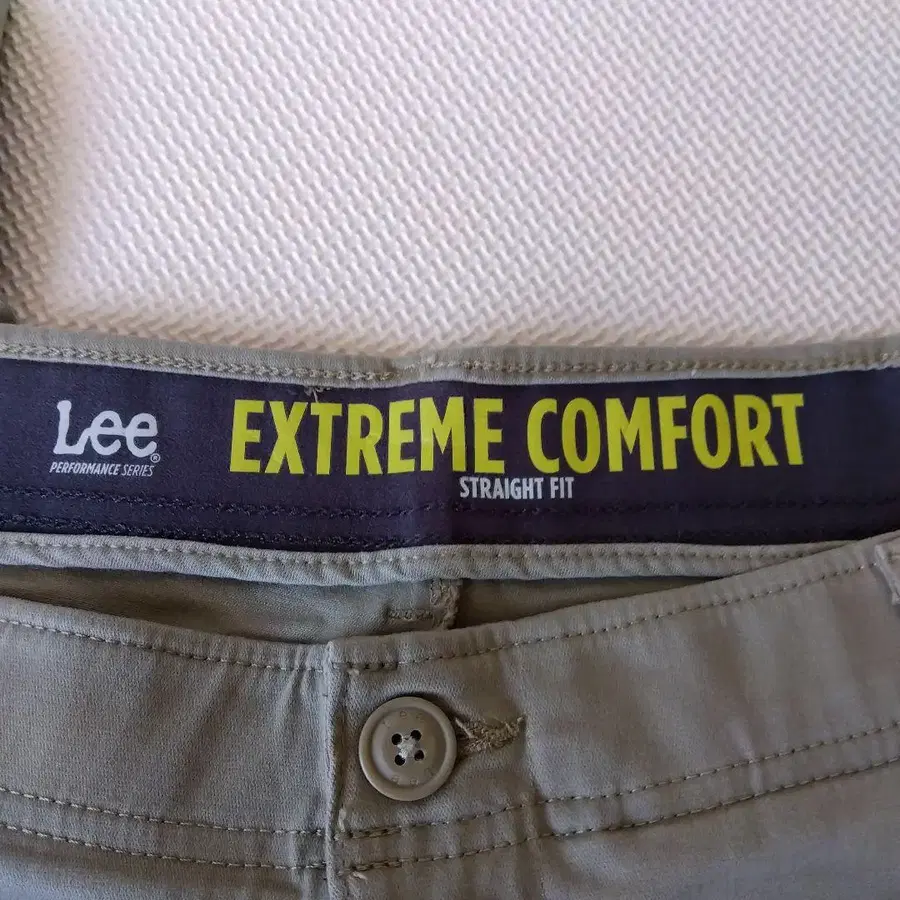 Lee®
PERFORMANCE SERIES
EXTREME COMFORT
STRAIGHT FIT